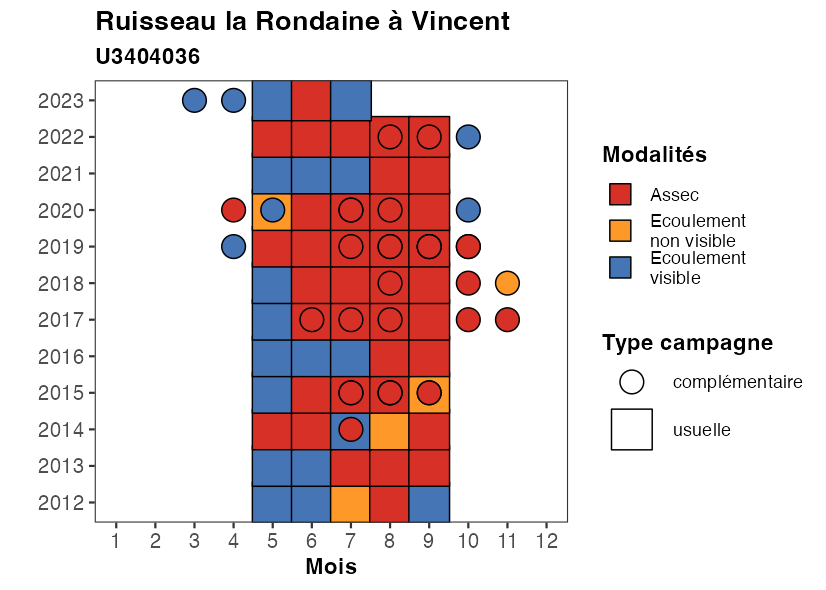 Ruisseau la Rondaine à Vincent
U3404036
2023
2022
2021
2020
2019
2018
2017
2016
2015
2014
2013
2012
1 2 3 4 5 6 7 8 9 10 11 12
Mois
Modalités
Assec
Ecoulement
non visible
Ecoulement
visible
Type campagne
complémentaire
usuelle